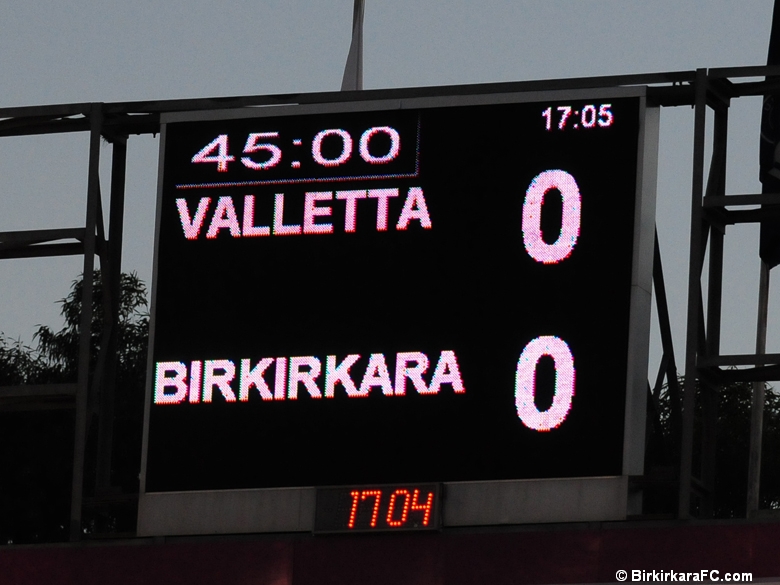 45:00 17:05
VALLETTA 0
BIRKIRKARA 0
17 04
© BirkirkaraFC.com